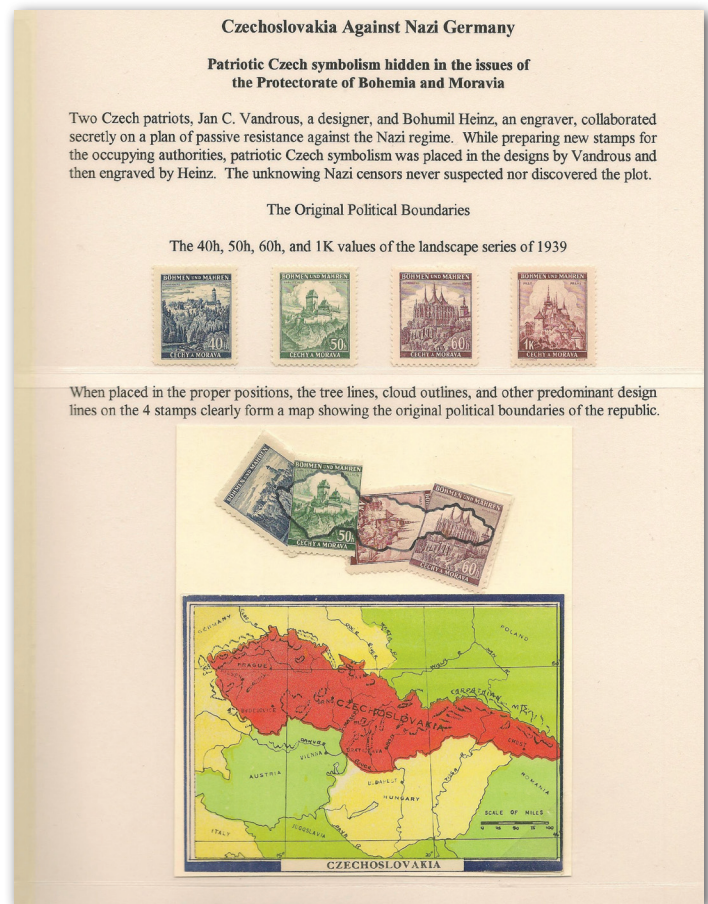 Czechoslovakia Against Nazi Germany
Patriotic Czech symbolism hidden in the issues of
the Protectorate of Bohemia and Moravia
Two Czech patriots, Jan C. Vandrous, a designer, and Bohumil Heinz, an engraver, collaborated
secretly on a plan of passive resistance against the Nazi regime. While preparing new stamps for
the occupying authorities, patriotic Czech symbolism was placed in the designs by Vandrous and
then engraved by Heinz. The unknowing Nazi censors never suspected nor discovered the plot.
The Original Political Boundaries
The 40h, 50h, 60h, and 1K values of the landscape series of 1939
BÖHMEN UND MÄHREN
40h
ČECHY A MORAVA
BÖHMEN UND MÄHREN
50h
ČECHY A MORAVA
BÖHMEN UND MÄHREN
60h
ČECHY A MORAVA
BÖHMEN UND MÄHREN
1K
ČECHY A MORAVA
When placed in the proper positions, the tree lines, cloud outlines, and other predominant design
lines on the 4 stamps clearly form a map showing the original political boundaries of the republic.
BÖHMEN UND MÄHREN
BÖHMEN UND MÄHREN
50h
ČECHY A MORAVA
BÖHMEN UND MÄHREN
60h
ČECHY A MORAVA
GERMANY
POLAND
PRAGUE
CARPATHIAN MTS
CZECHOSLOVAKIA
DANUBE
VIENNA
AUSTRIA
BUDAPEST
HUNGARY
ROMANIA
SCALE OF MILES
ITALY
YUGOSLAVIA
DRAVA R
CZECHOSLOVAKIA